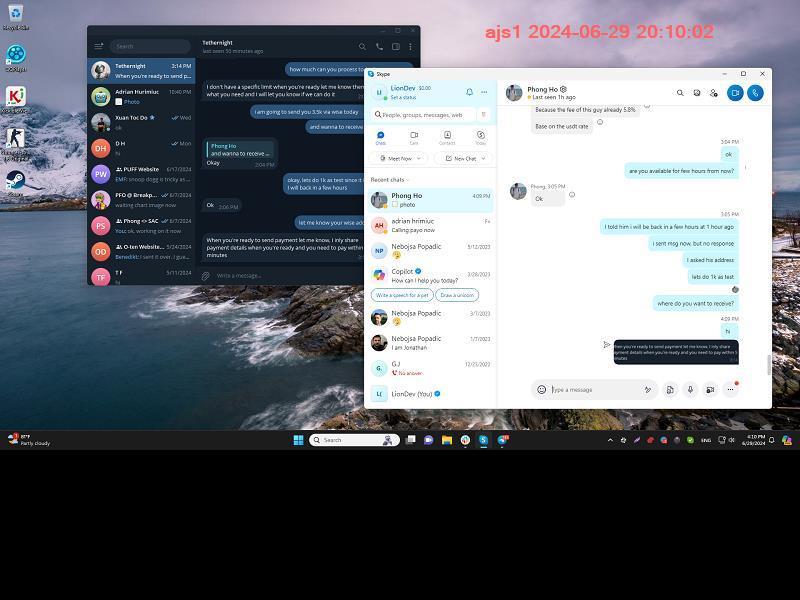 ajs1 2024-06-29 20:10:02
Search
Tethernight
last seen 50 minutes ago
Tethernight
3:14 PM
When you're ready to send p...
Adrian Hurimiuc
10:40 PM
Photo
Xuan Toc Do
Wed
ok
D H
Mon
hi
PUFF Website
6/17/2024
EMF: snoop dogg is tricky as...
PFO @ Breakp...
6/7/2024
waiting chart image now
Phong <> SAC
6/7/2024
You: ok, working on it now
O-ten Website...
5/24/2024
Benedikt: I sent it over. I ...
T F
5/11/2024
hi
how much can you process to
I don't have a specific limit when you're ready let me know then
what you need and I will let you know if we can do it
i am going to send you 3.5k via wise today
and wanna to receive
Phong Ho
and wanna to receive ...
Okay
2:04 PM
okay, lets do 1k as test since it
I will back in a few hours
Ok
2:06 PM
let me know your wise add
When you're ready to send payment let me know, I inly share
payment details when you're ready and you need to pay within 5
minutes
Write a message...
Skype
LionDev
$0.00
Set a status
People, groups, messages, web
Chats
Calls
Contacts
Today
Meet Now
New Chat
Recent chats
Phong Ho
4:09 PM
photo
adrian hrimiuc
Fri
Calling payo now
Nebojsa Popadic
5/12/2023
Copilot
3/28/2023
How can I help you today?
Write a speech for a pet
Draw a unicorn
Nebojsa Popadic
3/7/2023
Nebojsa Popadic
1/7/2023
I am Jonathan
GJ
12/23/2022
No answer
LionDev (You)
Phong Ho
Last seen 1h ago
Because the fee of this guy already 5.8%
Base on the usdt rate
3:04 PM
ok
are you available for few hours from now?
Phong, 3:05 PM
Ok
3:05 PM
I told him i will be back in a few hours at 1 hour ago
i sent msg now. but no response
I asked his address
lets do 1k as test
where do you want to receive?
4:09 PM
hi
When you're ready to send payment let me know, I inly share
payment details when you're ready and you need to pay within 5
minutes
Type a message
87°F
Partly cloudy
Search
ENG
4:10 PM
6/29/2024